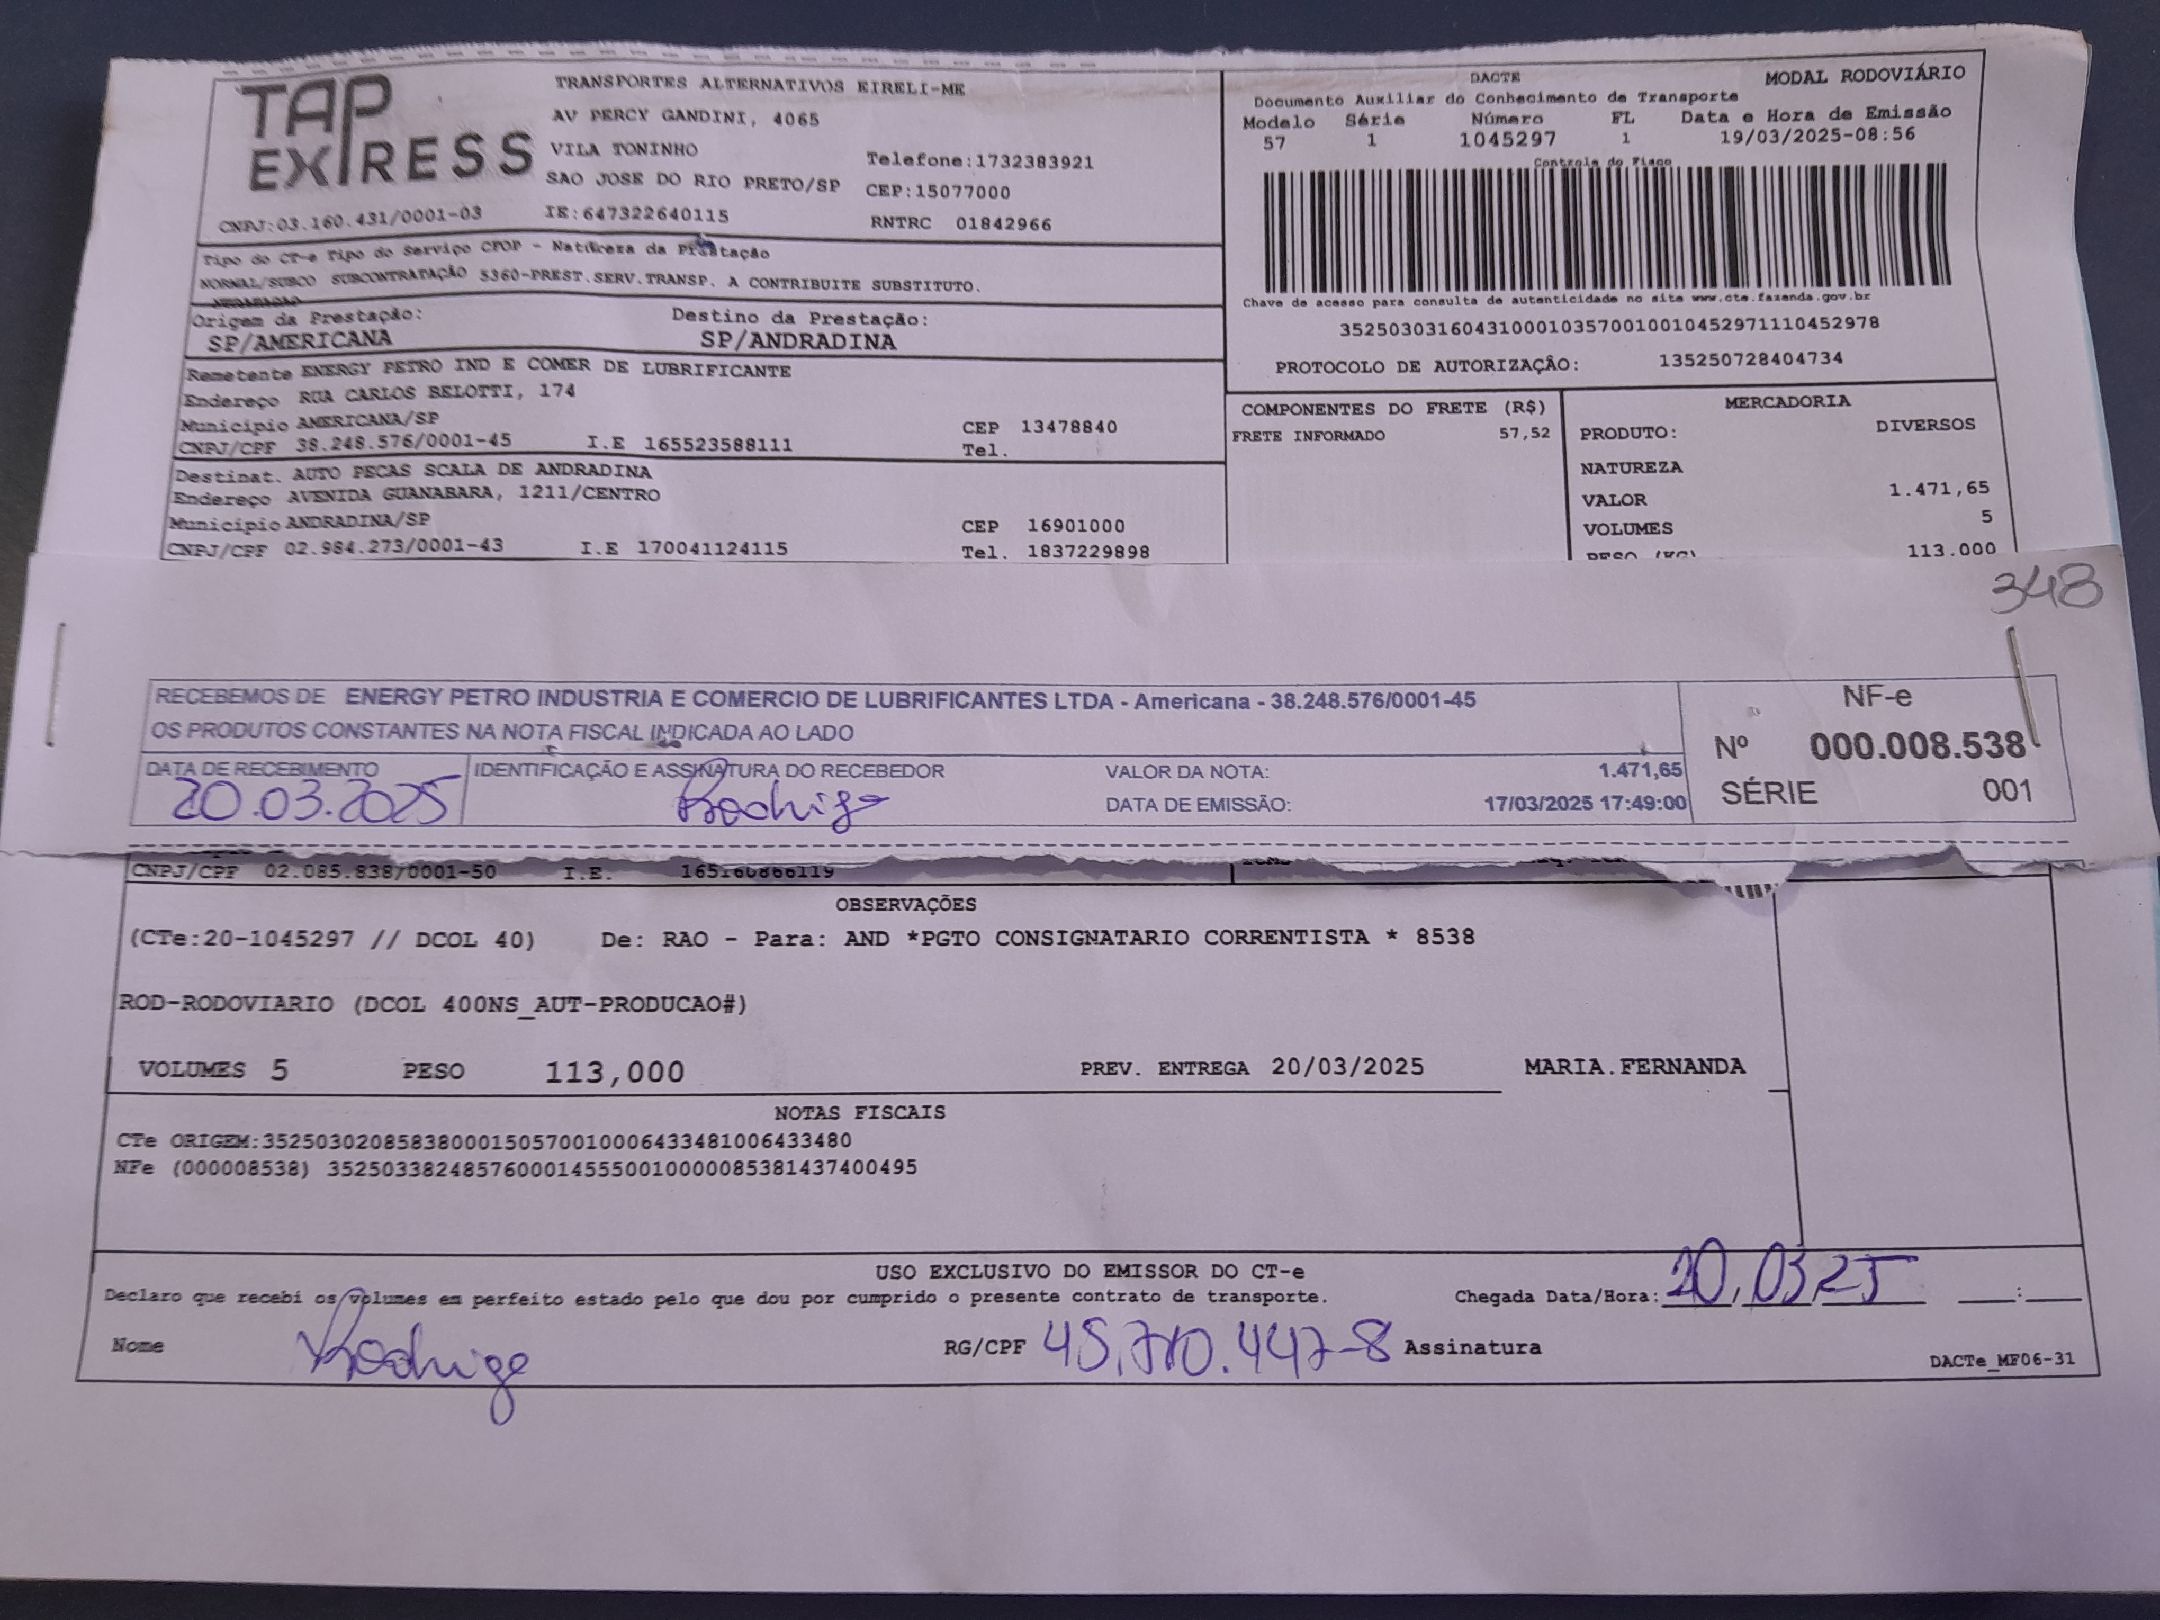 TAP EXPRESS
TRANSPORTES ALTERNATIVOS EIRELI-ME
AV PERCY GANDINI, 4065
VILA TONINHO
Telefone:1732383921
SAO JOSE DO RIO PRETO/SP CEP:15077000
CNPJ:03.160.431/0001-03 IE:647322640115 RNTRC 01842966
Tipo do CT-e Tipo do Serviço CFOP - Natureza da Prestação
NORMAL/SUBCO SUBCONTRATAÇÃO 5360-PREST.SERV.TRANSP. A CONTRIBUITE SUBSTITUTO.
Origem da Prestação: Destino da Prestação:
SP/AMERICANA SP/ANDRADINA
Remetente ENERGY PETRO IND E COMER DE LUBRIFICANTE
Endereço RUA CARLOS BELOTTI, 174
Município AMERICANA/SP CEP 13478840
CNPJ/CPF 38.248.576/0001-45 I.E 165523588111 Tel.
Destinat. AUTO PECAS SCALA DE ANDRADINA
Endereço AVENIDA GUANABARA, 1211/CENTRO
Município ANDRADINA/SP CEP 16901000
CNPJ/CPF 02.984.273/0001-43 I.E 170041124115 Tel. 1837229898
DACTE MODAL RODOVIÁRIO
Documento Auxiliar do Conhecimento de Transporte
Modelo Série Número FL Data e Hora de Emissão
57 1 1045297 1 19/03/2025-08:56
Controle do Fisco
Chave de acesso para consulta de autenticidade no site www.cte.fazenda.gov.br
35250303160431000103570010010452971110452978
PROTOCOLO DE AUTORIZAÇÃO: 135250728404734
COMPONENTES DO FRETE (R$)
FRETE INFORMADO 57,52
MERCADORIA
PRODUTO: DIVERSOS
NATUREZA
VALOR 1.471,65
VOLUMES 5
PESO (KG) 113.000
348
RECEBEMOS DE ENERGY PETRO INDUSTRIA E COMERCIO DE LUBRIFICANTES LTDA - Americana - 38.248.576/0001-45
OS PRODUTOS CONSTANTES NA NOTA FISCAL INDICADA AO LADO
DATA DE RECEBIMENTO IDENTIFICAÇÃO E ASSINATURA DO RECEBEDOR VALOR DA NOTA: 1.471,65
20.03.2025 Rodrigo DATA DE EMISSÃO: 17/03/2025 17:49:00
NF-e
Nº 000.008.538
SÉRIE 001
CNPJ/CPF 02.085.838/0001-50 I.E. 165160866119
OBSERVAÇÕES
(CTe:20-1045297 // DCOL 40) De: RAO - Para: AND *PGTO CONSIGNATARIO CORRENTISTA * 8538
ROD-RODOVIARIO (DCOL 400NS_AUT-PRODUCAO#)
VOLUMES 5 PESO 113,000 PREV. ENTREGA 20/03/2025 MARIA.FERNANDA
NOTAS FISCAIS
CTe ORIGEM:35250302085838000150570010006433481006433480
NFe (000008538) 35250338248576000145550010000085381437400495
USO EXCLUSIVO DO EMISSOR DO CT-e
Declaro que recebi os volumes em perfeito estado pelo que dou por cumprido o presente contrato de transporte. Chegada Data/Hora: 20,03,25 :
Nome Rodrigo RG/CPF 45.710.447-8 Assinatura
DACTe_MF06-31